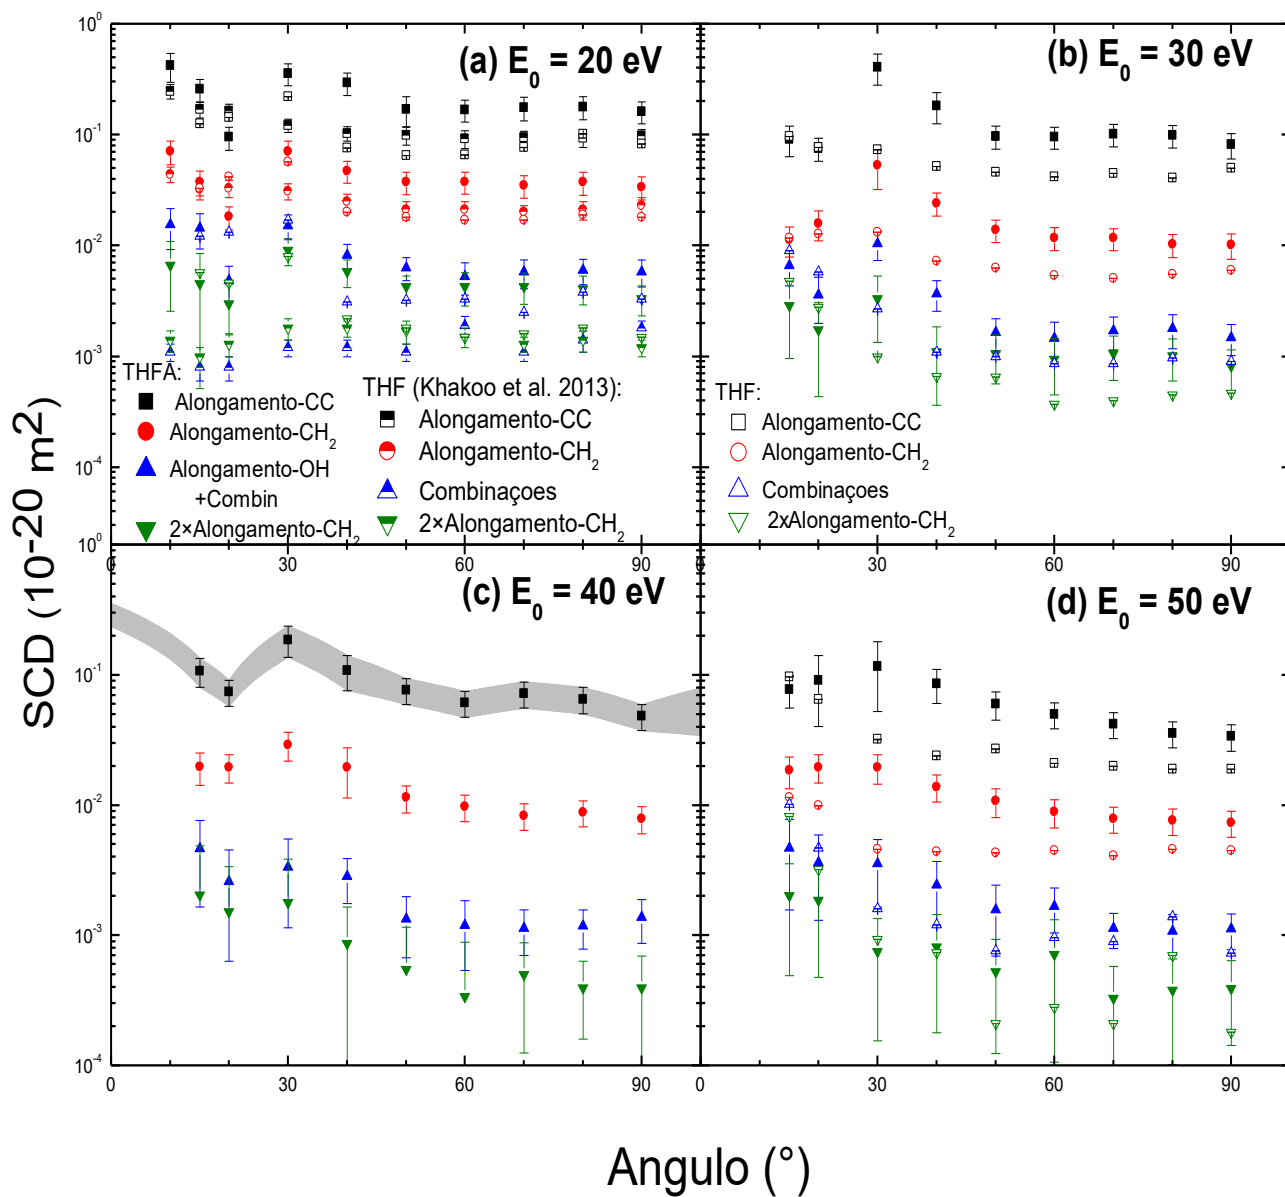 10⁰
(a) E₀ = 20 eV
(b) E₀ = 30 eV
10⁻¹
10⁻²
10⁻³
THFA:
Alongamento-CC
Alongamento-CH₂
Alongamento-OH
+Combin
2×Alongamento-CH₂
THF (Khakoo et al. 2013):
Alongamento-CC
Alongamento-CH₂
Combinaçoes
2×Alongamento-CH₂
THF:
Alongamento-CC
Alongamento-CH₂
Combinaçoes
2xAlongamento-CH₂
10⁻⁴
10⁰
0 30 60 90 0 30 60 90
(c) E₀ = 40 eV
(d) E₀ = 50 eV
10⁻¹
10⁻²
10⁻³
10⁻⁴
0 30 60 90 0 30 60 90
SCD (10⁻20 m²)
Angulo (°)